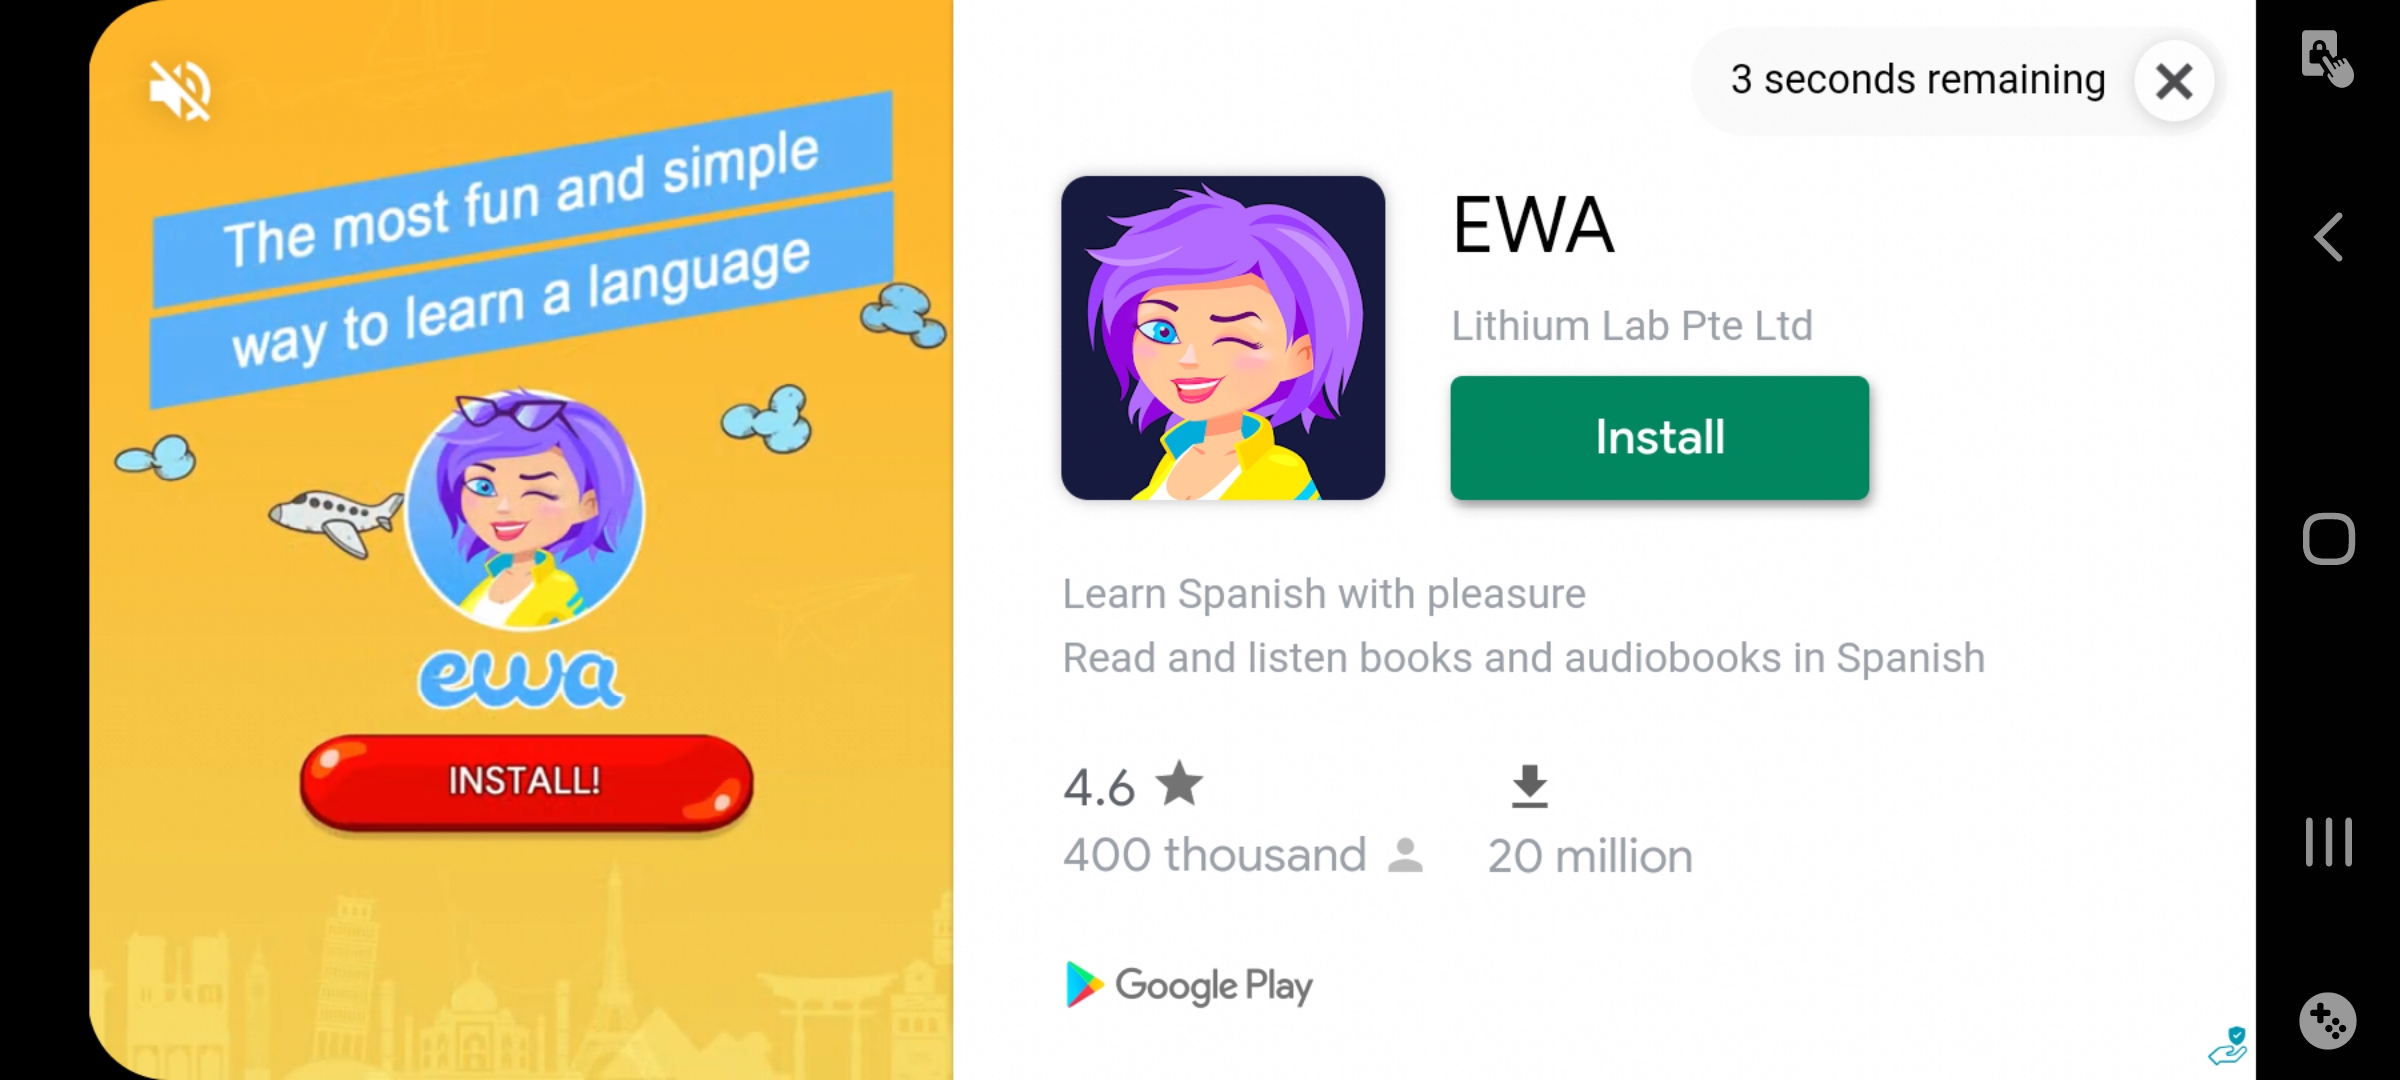 The most fun and simple
way to learn a language
ewa
INSTALL!
3 seconds remaining
EWA
Lithium Lab Pte Ltd
Install
Learn Spanish with pleasure
Read and listen books and audiobooks in Spanish
4.6
400 thousand
20 million
Google Play